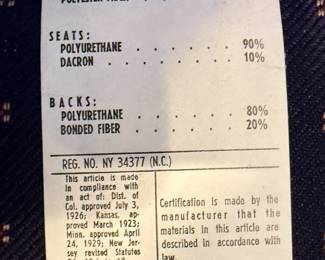 SEATS:
POLYURETHANE . . . . . . 90%
DACRON . . . . . . . . 10%
BACKS:
POLYURETHANE . . . . . . 80%
BONDED FIBER . . . . . . 20%
REG. NO. NY 34377 (N.C.)
This article is made
in compliance with
an act of: Dist. of
Col. approved July 3,
1926; Kansas, ap-
proved March 1923;
Minn. approved April
24, 1929; New Jer-
sey revised Statutes
Certification is made by the
manufacturer that the
materials in this article are
described in accordance with
law.